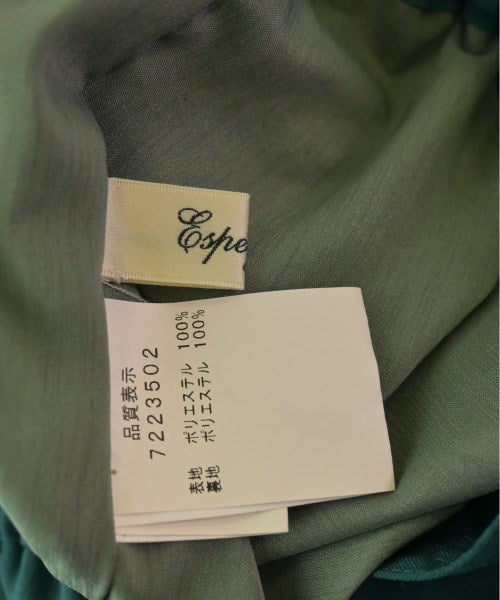 Espe
品質表示
7223502
表地 ポリエステル 100%
裏地 ポリエステル 100%